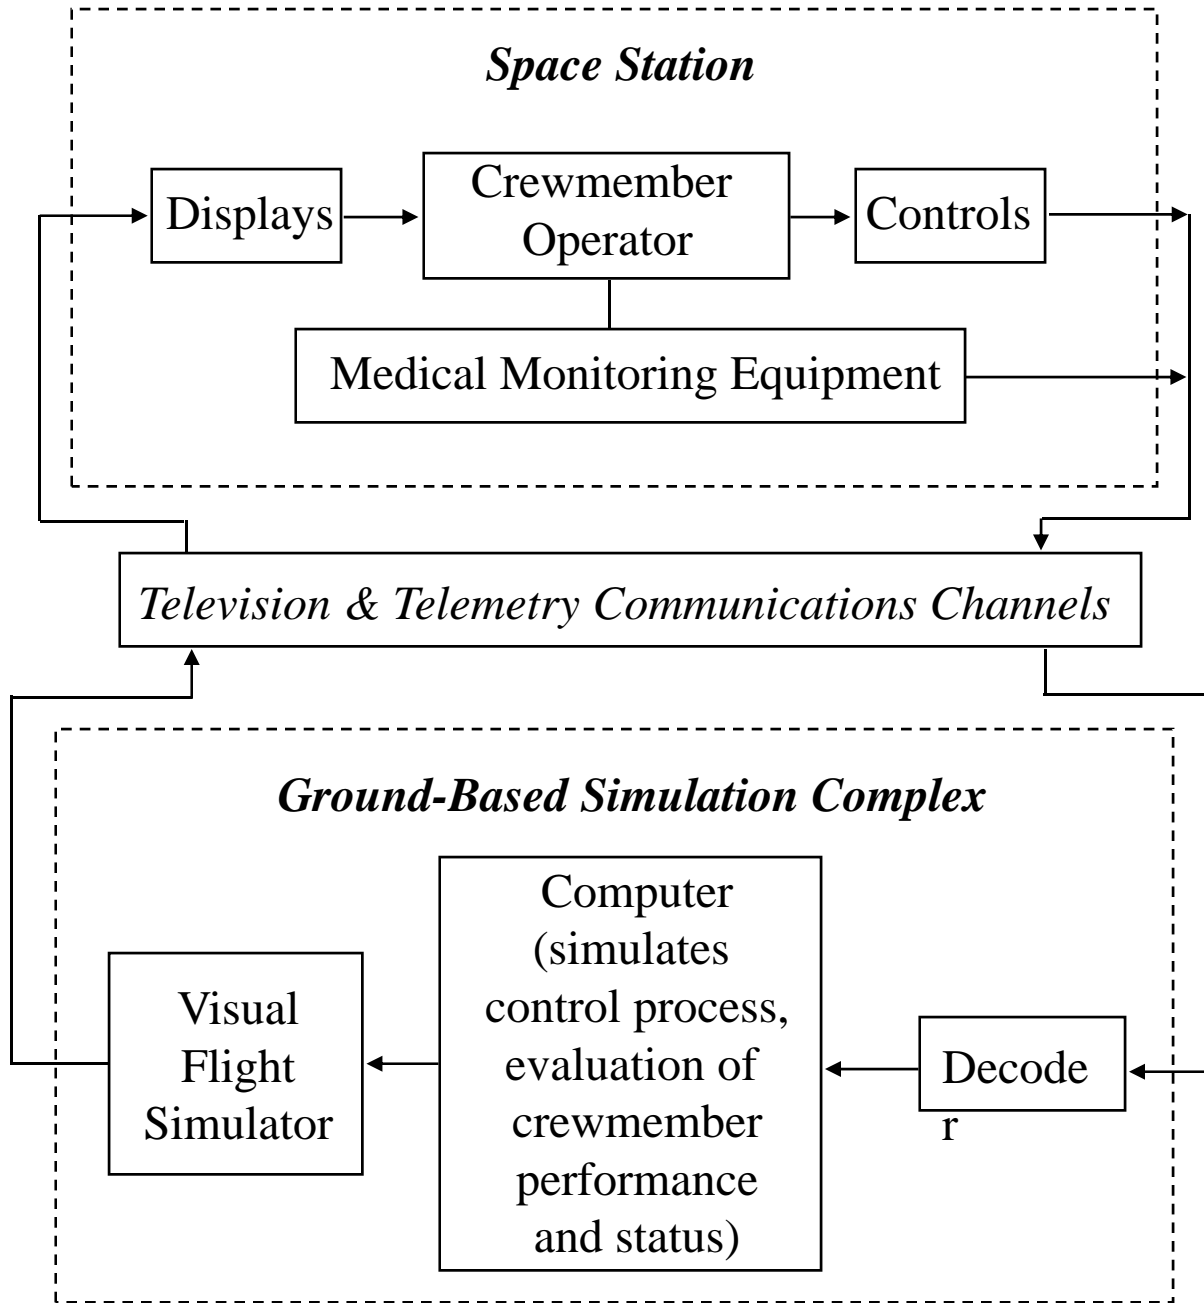 Space Station
Displays
Crewmember
Operator
Controls
Medical Monitoring Equipment
Television & Telemetry Communications Channels
Ground-Based Simulation Complex
Visual
Flight
Simulator
Computer
(simulates
control process,
evaluation of
crewmember
performance
and status)
Decode
r